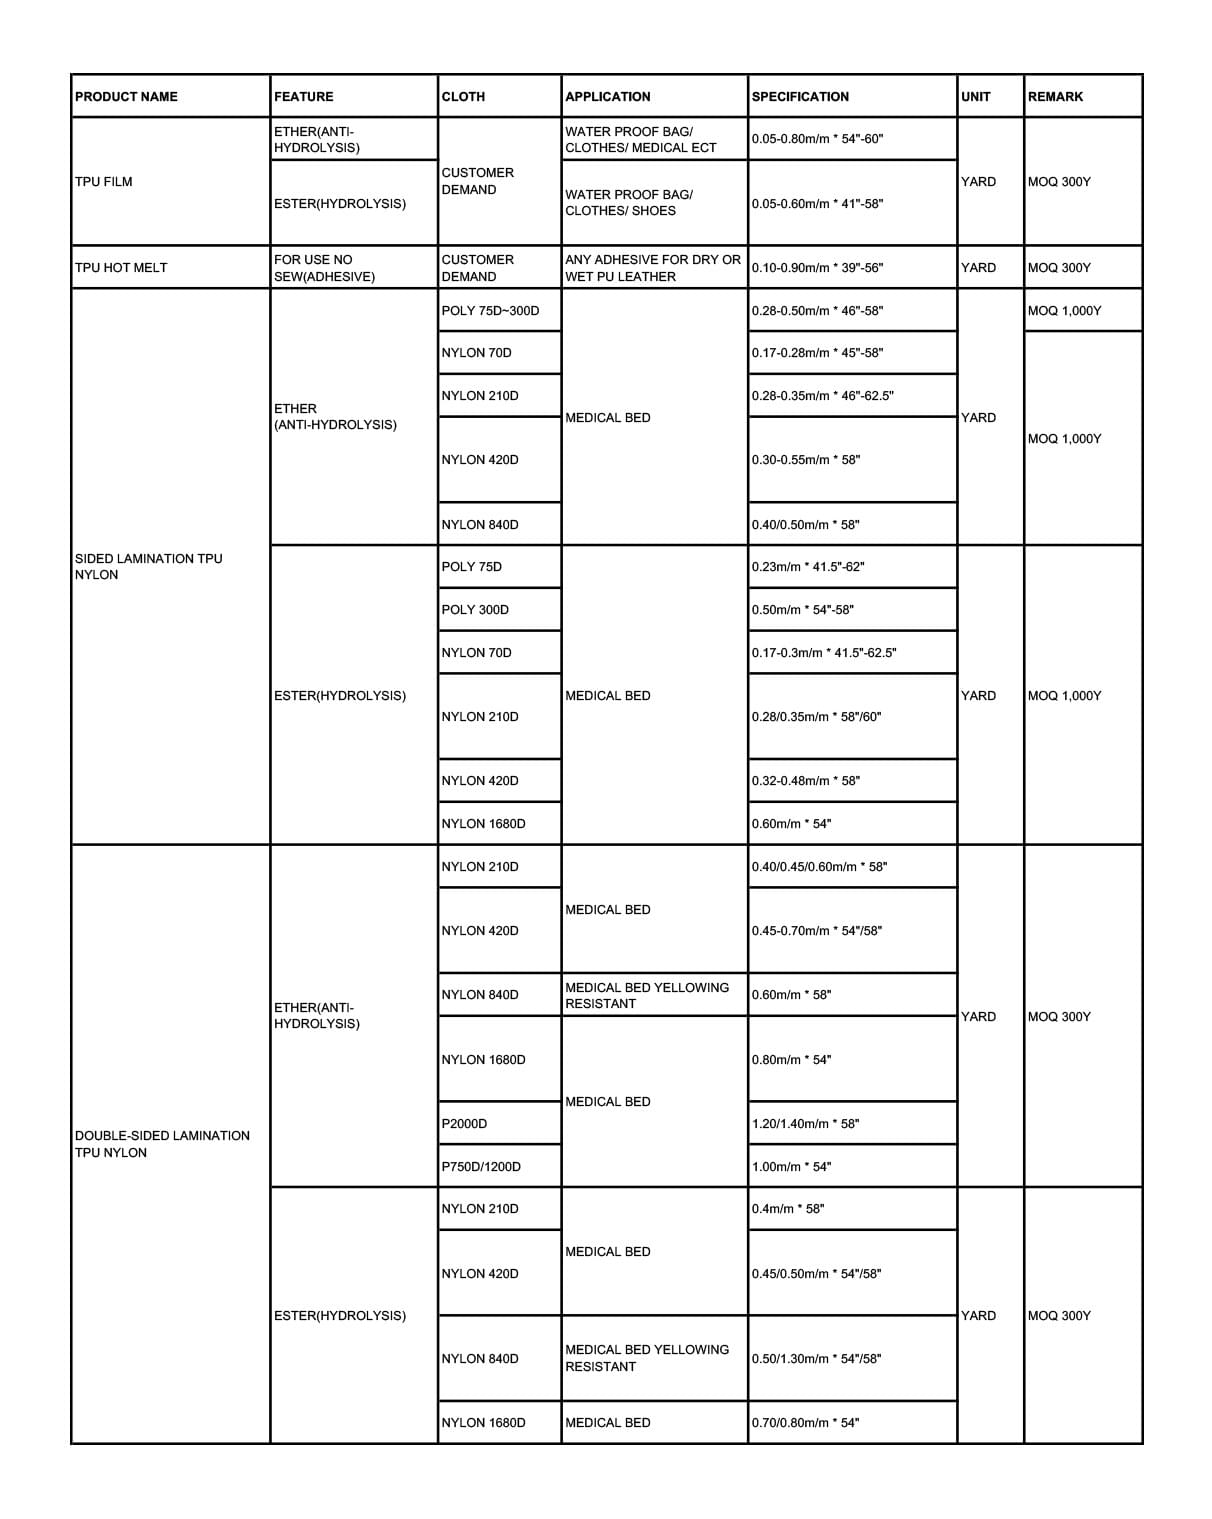 PRODUCT NAME FEATURE CLOTH APPLICATION SPECIFICATION UNIT REMARK
TPU FILM
ETHER(ANTI-
HYDROLYSIS)
CUSTOMER
DEMAND
WATER PROOF BAG/
CLOTHES/ MEDICAL ECT
0.05-0.80m/m * 54"-60"
YARD
MOQ 300Y
ESTER(HYDROLYSIS)
WATER PROOF BAG/
CLOTHES/ SHOES
0.05-0.60m/m * 41"-58"
TPU HOT MELT
FOR USE NO
SEW(ADHESIVE)
CUSTOMER
DEMAND
ANY ADHESIVE FOR DRY OR
WET PU LEATHER
0.10-0.90m/m * 39"-56"
YARD
MOQ 300Y
SIDED LAMINATION TPU
NYLON
ETHER
(ANTI-HYDROLYSIS)
POLY 75D~300D
MEDICAL BED
0.28-0.50m/m * 46"-58"
YARD
MOQ 1,000Y
NYLON 70D
0.17-0.28m/m * 45"-58"
MOQ 1,000Y
NYLON 210D
0.28-0.35m/m * 46"-62.5"
NYLON 420D
0.30-0.55m/m * 58"
NYLON 840D
0.40/0.50m/m * 58"
ESTER(HYDROLYSIS)
POLY 75D
MEDICAL BED
0.23m/m * 41.5"-62"
YARD
MOQ 1,000Y
POLY 300D
0.50m/m * 54"-58"
NYLON 70D
0.17-0.3m/m * 41.5"-62.5"
NYLON 210D
0.28/0.35m/m * 58"/60"
NYLON 420D
0.32-0.48m/m * 58"
NYLON 1680D
0.60m/m * 54"
DOUBLE-SIDED LAMINATION
TPU NYLON
ETHER(ANTI-
HYDROLYSIS)
NYLON 210D
MEDICAL BED
0.40/0.45/0.60m/m * 58"
YARD
MOQ 300Y
NYLON 420D
0.45-0.70m/m * 54"/58"
NYLON 840D
MEDICAL BED YELLOWING
RESISTANT
0.60m/m * 58"
NYLON 1680D
MEDICAL BED
0.80m/m * 54"
P2000D
1.20/1.40m/m * 58"
P750D/1200D
1.00m/m * 54"
ESTER(HYDROLYSIS)
NYLON 210D
MEDICAL BED
0.4m/m * 58"
YARD
MOQ 300Y
NYLON 420D
0.45/0.50m/m * 54"/58"
NYLON 840D
MEDICAL BED YELLOWING
RESISTANT
0.50/1.30m/m * 54"/58"
NYLON 1680D
MEDICAL BED
0.70/0.80m/m * 54"